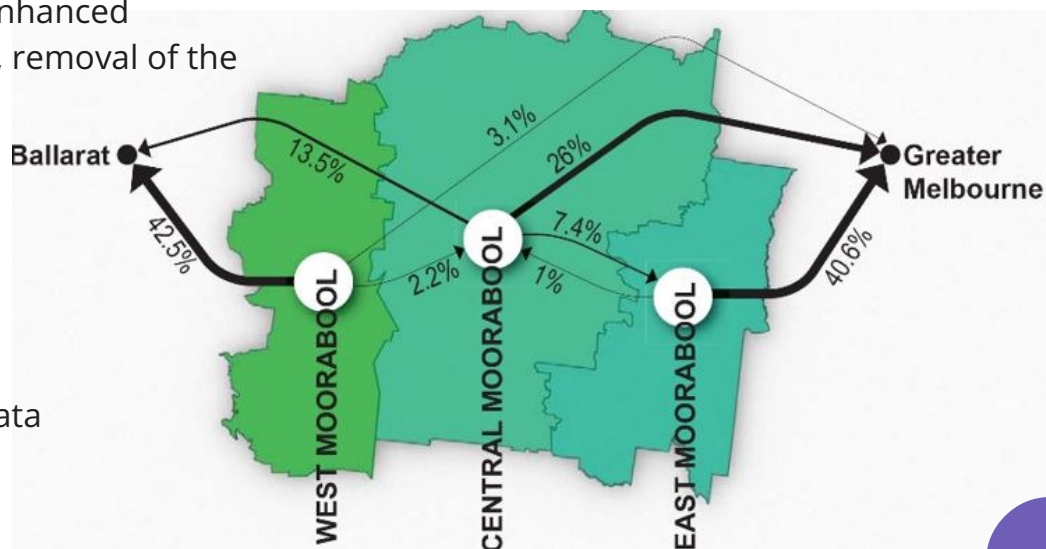 nhanced
removal of the
Ballarat
Greater
Melbourne
13.5%
3.1%
26%
42.5%
2.2%
7.4%
1%
40.6%
WEST MOORABOOL
CENTRAL MOORABOOL
EAST MOORABOOL
ata